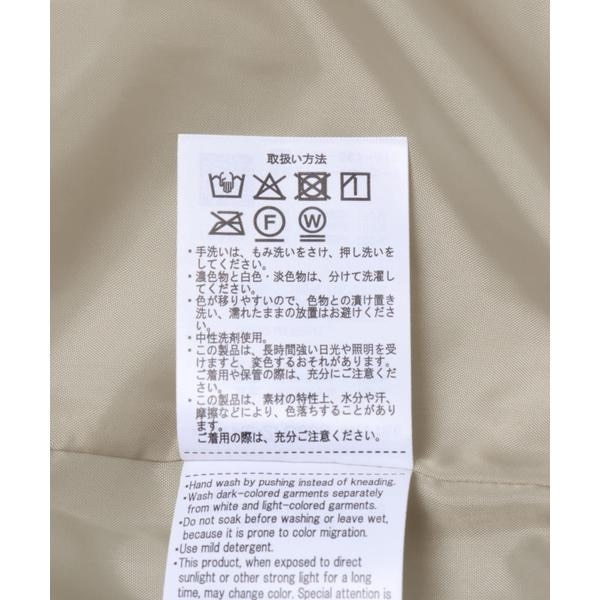 取扱い方法
F
W
・手洗いは、もみ洗いをさけ、押し洗いを
してください。
・濃色物と白色・淡色物は、分けて洗濯し
てください。
・色が移りやすいので、色物との漬け置き
洗い、濡れたままの放置はお避けくださ
い。
・中性洗剤使用。
・この製品は、長時間強い日光や照明を受
けますと、変色するおそれがあります。
ご着用や保管の際は、充分にご注意くだ
さい。
・この製品は、素材の特性上、水分や汗、
摩擦などにより、色落ちすることがあり
ます。
ご着用の際は、充分ご注意ください。
•Hand wash by pushing instead of kneading.
•Wash dark-colored garments separately
from white and light-colored garments.
•Do not soak before washing or leave wet,
because it is prone to color migration.
•Use mild detergent.
•This product, when exposed to direct
sunlight or other strong light for a long
time, may change color. Special attention is